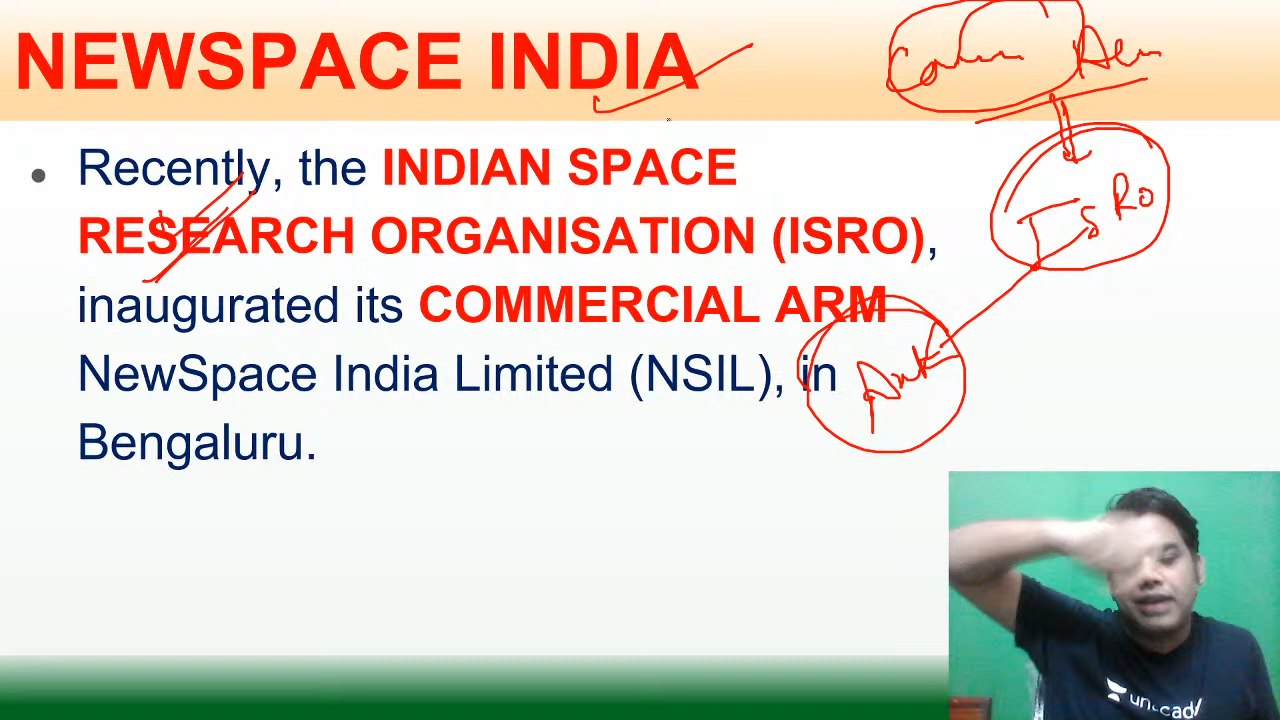 NEWSPACE INDIA
• Recently, the INDIAN SPACE
RESEARCH ORGANISATION (ISRO),
inaugurated its COMMERCIAL ARM
NewSpace India Limited (NSIL), in
Bengaluru.
ISRO